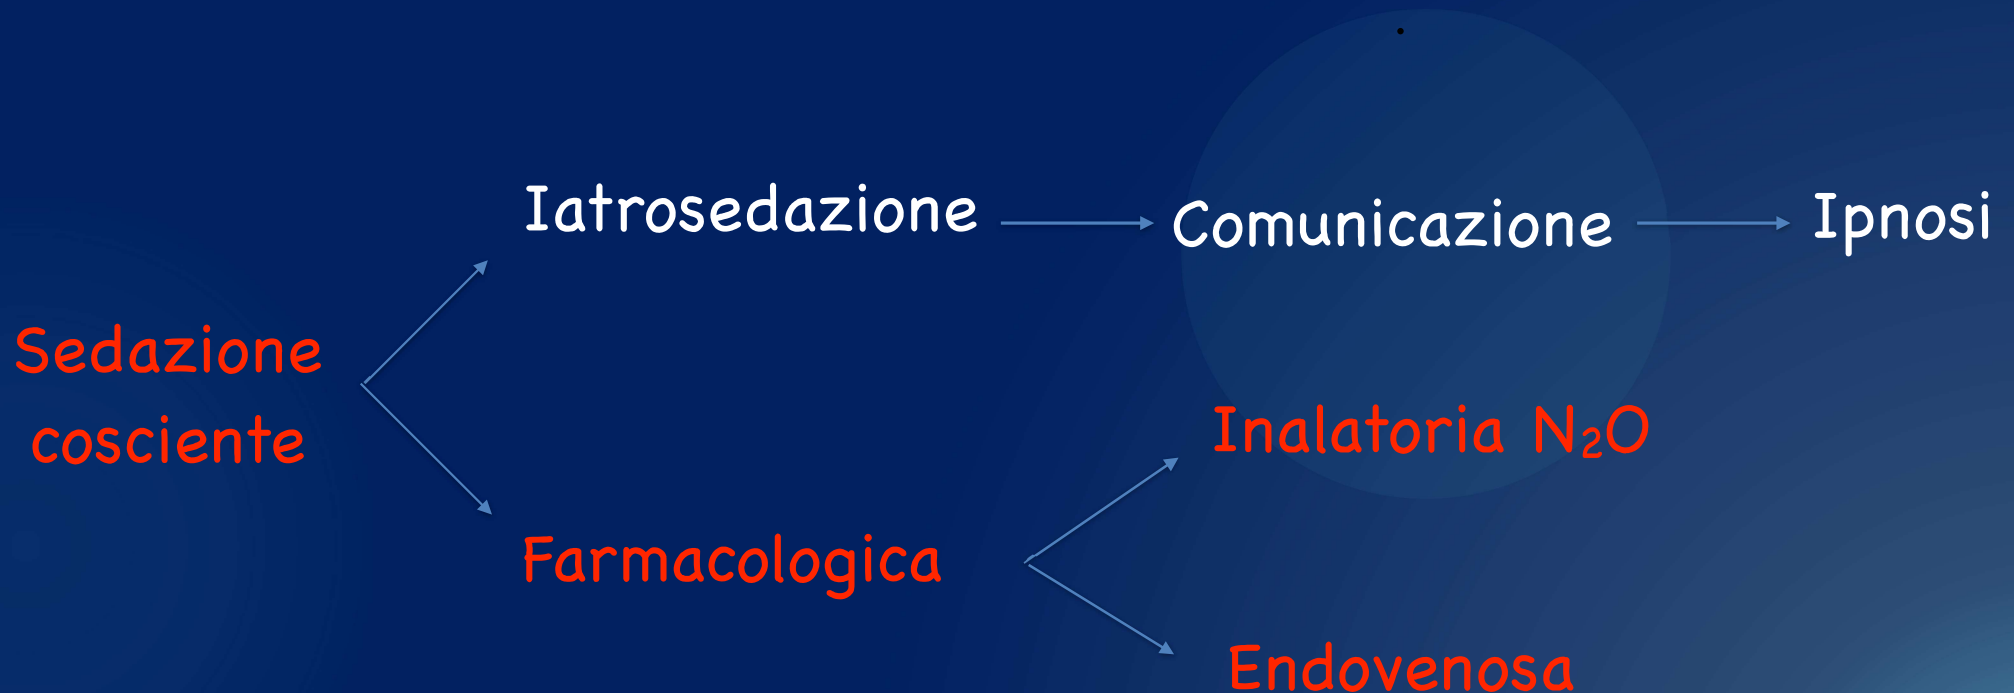 Iatrosedazione
Comunicazione
Ipnosi
Sedazione
cosciente
Inalatoria N₂O
Farmacologica
Endovenosa